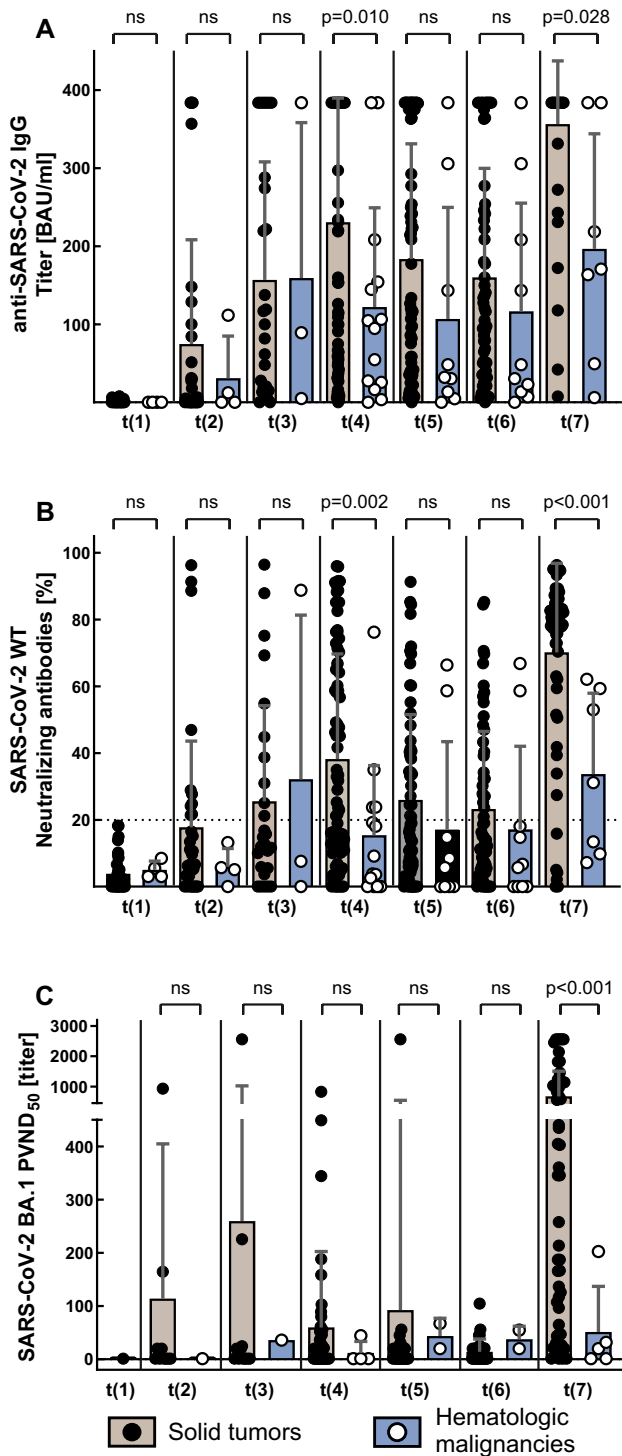 A
ns ns ns p=0.010 ns ns p=0.028
anti-SARS-CoV-2 IgG
Titer [BAU/ml]
400
300
200
100
t(1) t(2) t(3) t(4) t(5) t(6) t(7)
B
ns ns ns p=0.002 ns ns p<0.001
SARS-CoV-2 WT
Neutralizing antibodies [%]
100
80
60
40
20
t(1) t(2) t(3) t(4) t(5) t(6) t(7)
C
ns ns ns ns ns p<0.001
SARS-CoV-2 BA.1 PVND50 [titer]
3000
2000
1000
400
300
200
100
0
t(1) t(2) t(3) t(4) t(5) t(6) t(7)
Solid tumors
Hematologic
malignancies